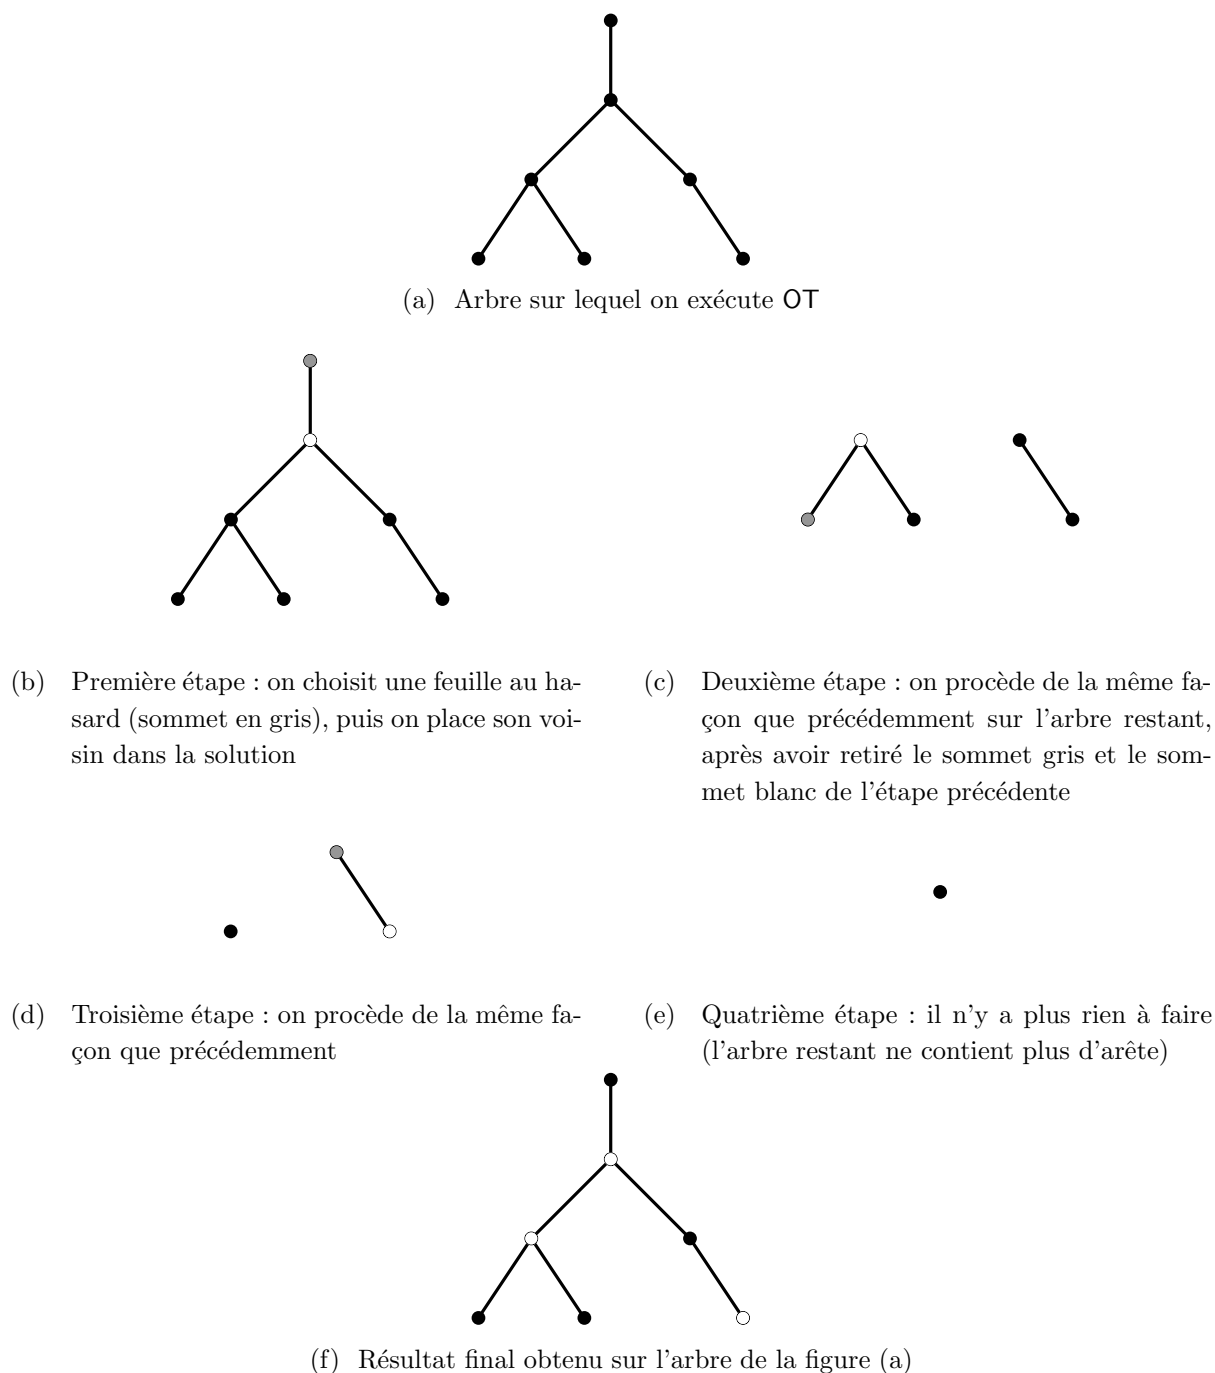 (a) Arbre sur lequel on exécute OT
(b) Première étape : on choisit une feuille au ha-
sard (sommet en gris), puis on place son voi-
sin dans la solution
(c) Deuxième étape : on procède de la même fa-
çon que précédemment sur l'arbre restant,
après avoir retiré le sommet gris et le som-
met blanc de l'étape précédente
(d) Troisième étape : on procède de la même fa-
çon que précédemment
(e) Quatrième étape : il n'y a plus rien à faire
(l'arbre restant ne contient plus d'arête)
(f) Résultat final obtenu sur l'arbre de la figure (a)